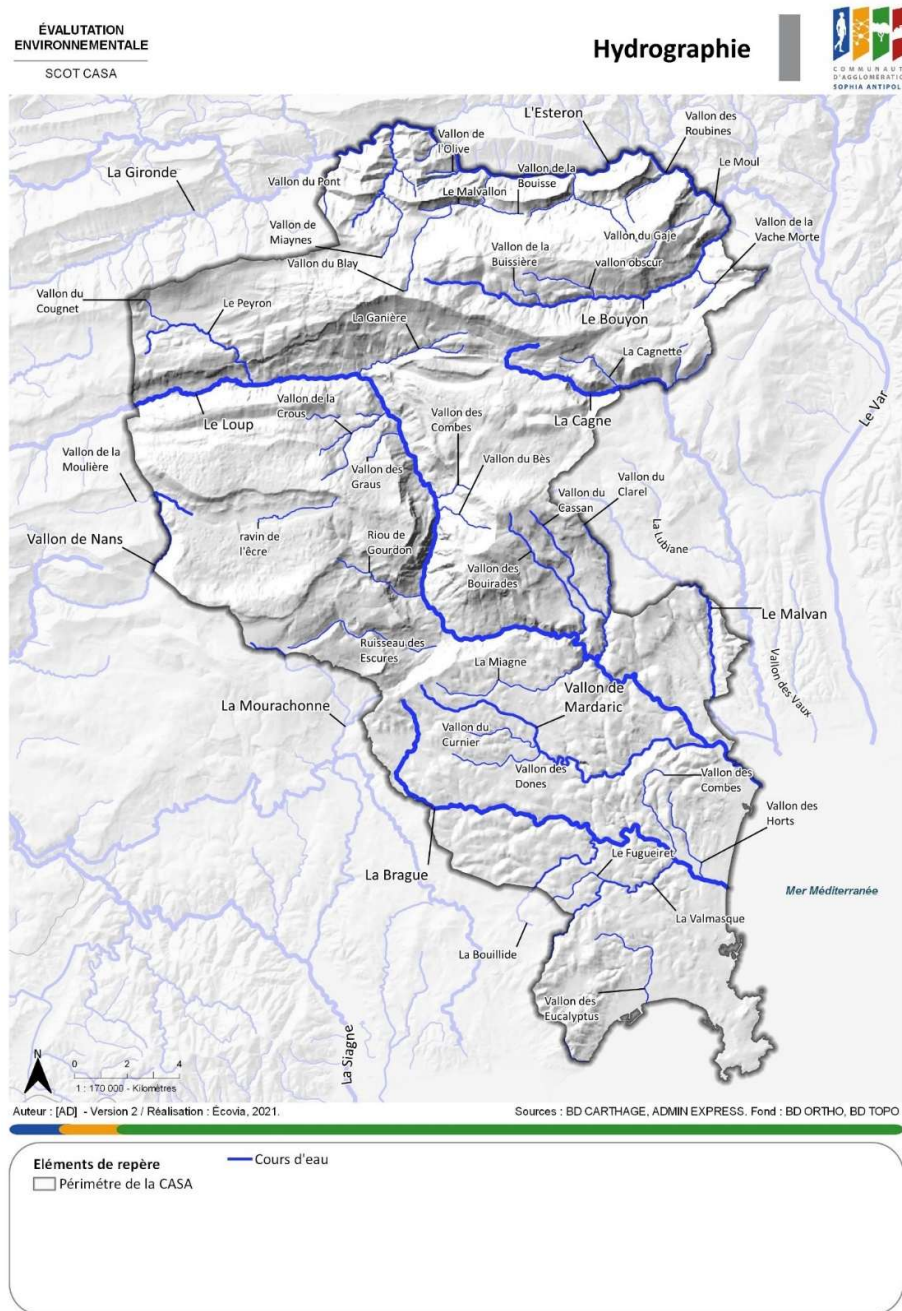 ÉVALUTATION
ENVIRONNEMENTALE
SCOT CASA
Hydrographie
COMMUNAUT
D'AGGLOMÉRATIO
SOPHIA ANTIPOL
L'Esteron
Vallon des
Roubines
Vallon de
l'Olive
La Gironde
Vallon du Pont
Vallon de la
Bouisse
Le Moul
Le Malvallon
Vallon de
Miaynes
Vallon du Gaje
Vallon de la
Vache Morte
Vallon de la
Buissière
vallon obscur
Vallon du Blay
Vallon du
Cougnet
Le Peyron
Le Bouyon
La Ganière
La Cagnette
Le Var
Vallon de la
Crous
Vallon des
Combes
Le Loup
La Cagne
Vallon de la
Moulière
Vallon du Bès
Vallon des
Graus
Vallon du
Cassan
Vallon du
Clarel
La Lubiane
Vallon de Nans
ravin de
l'êcre
Riou de
Gourdon
Vallon des
Bouirades
Le Malvan
Ruisseau des
Escures
La Miagne
Vallon des Vaux
La Mourachonne
Vallon de
Mardaric
Vallon du
Curnier
Vallon des
Dones
Vallon des
Combes
Vallon des
Horts
Le Fugueiret
La Brague
Mer Méditerranée
La Valmasque
La Bouillide
Vallon des
Eucalyptus
La Siagne
N
0 2 4
1 : 170 000 - Kilomètres
Auteur : [AD] - Version 2 / Réalisation : Écovia, 2021.
Sources : BD CARTHAGE, ADMIN EXPRESS. Fond : BD ORTHO, BD TOPO
Eléments de repère
Cours d'eau
Périmétre de la CASA